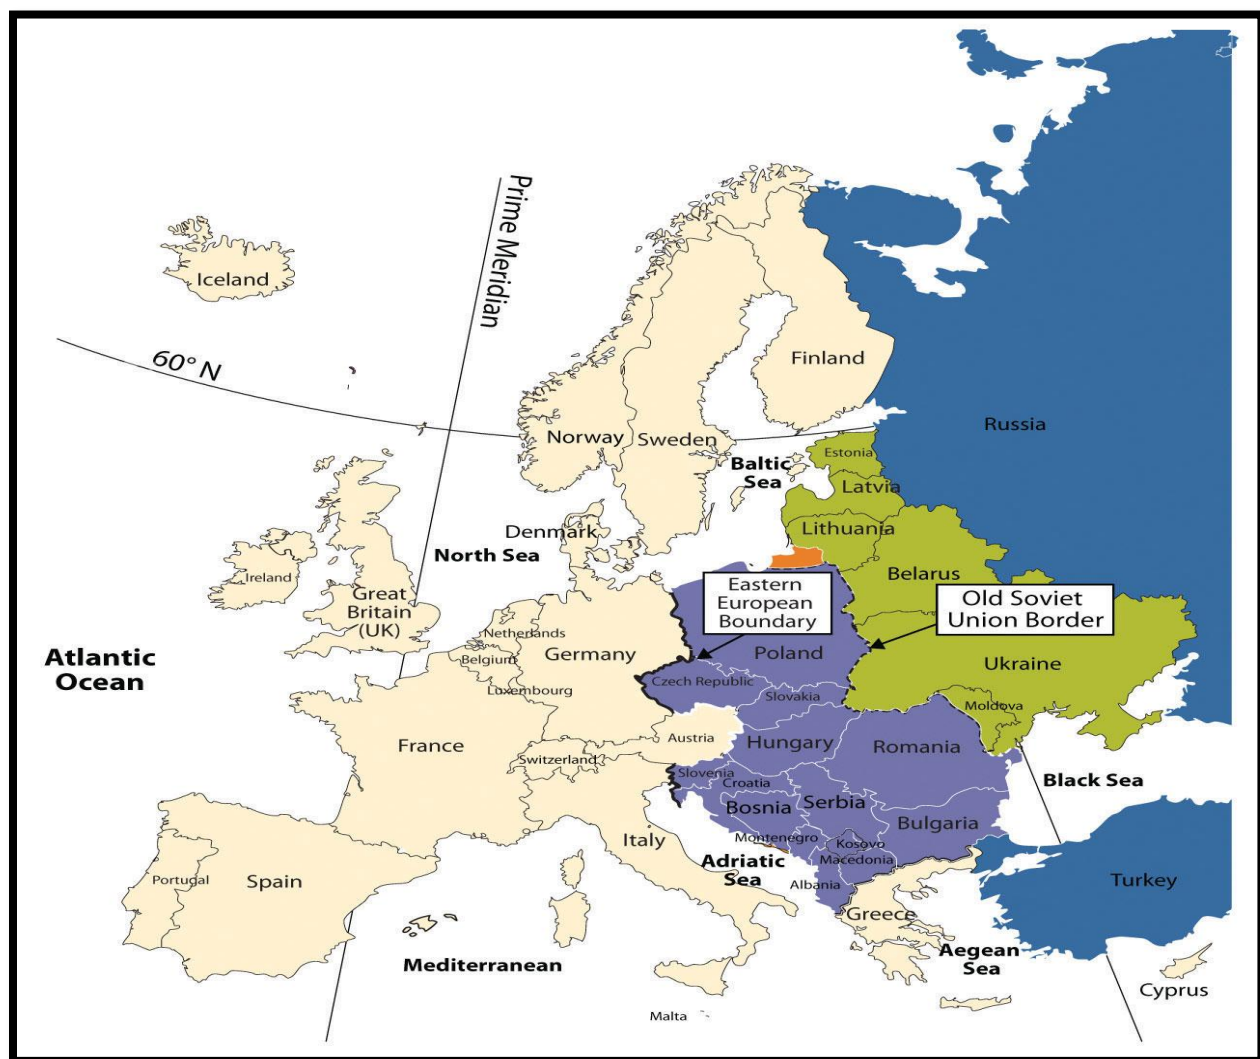 Prime Meridian
Iceland
60° N
Finland
Russia
Norway
Sweden
Estonia
Baltic
Sea
Latvia
Lithuania
Denmark
North Sea
Belarus
Ireland
Great
Britain
(UK)
Eastern
European
Boundary
Old Soviet
Union Border
Netherlands
Belgium
Germany
Poland
Ukraine
Atlantic
Ocean
Luxembourg
Czech Republic
Slovakia
Moldova
France
Austria
Hungary
Romania
Switzerland
Slovenia
Croatia
Black Sea
Bosnia
Serbia
Bulgaria
Italy
Montenegro
Kosovo
Macedonia
Adriatic
Sea
Portugal
Spain
Albania
Turkey
Greece
Mediterranean
Aegean
Sea
Cyprus
Malta